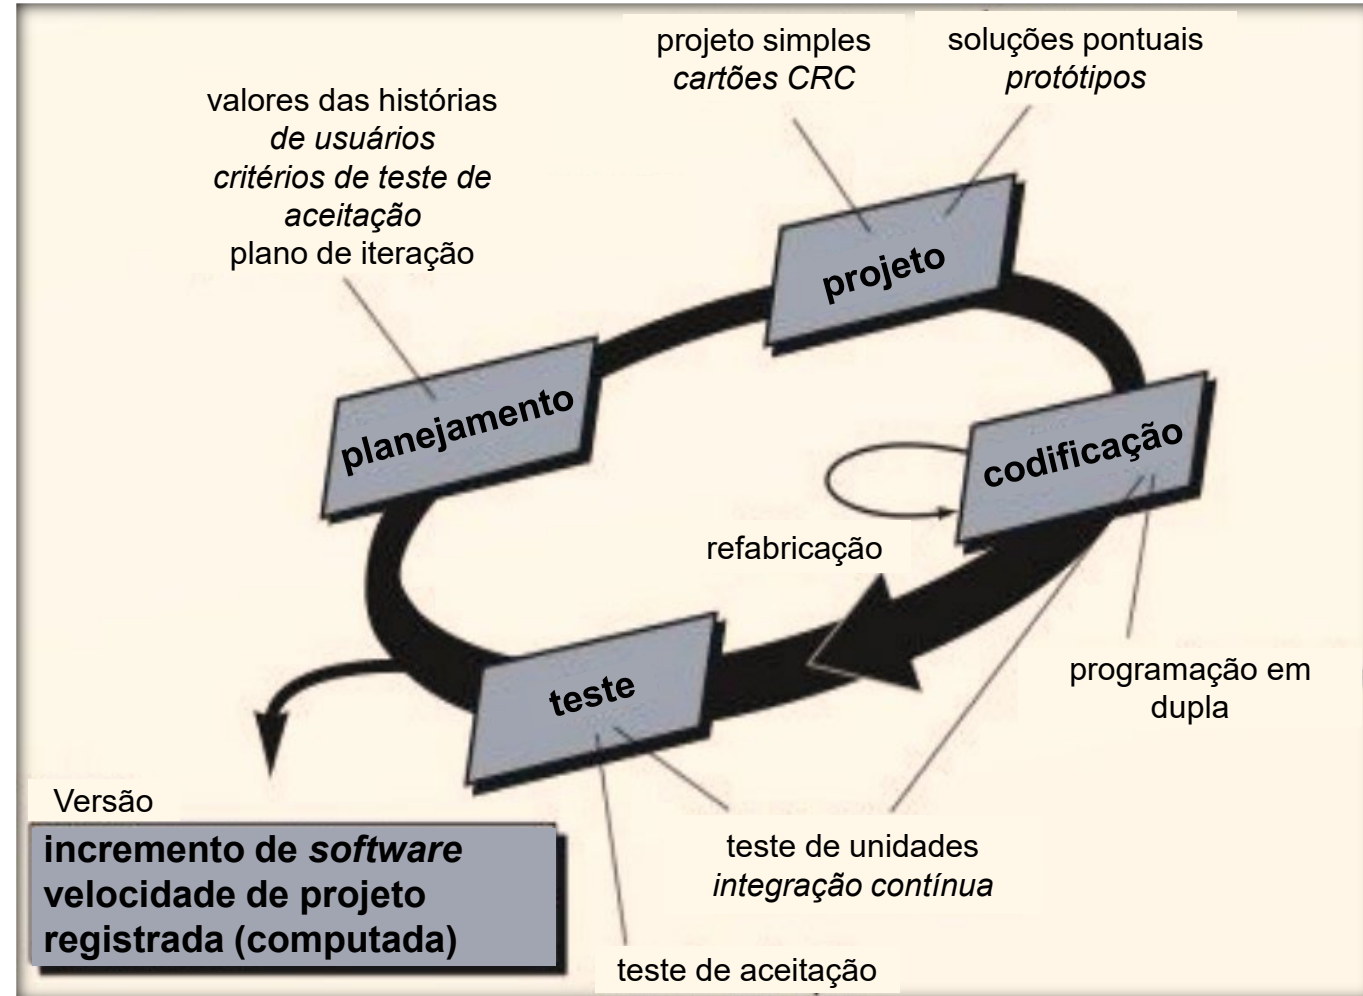 projeto simples
cartões CRC
soluções pontuais
protótipos
valores das histórias
de usuários
critérios de teste de
aceitação
plano de iteração
projeto
planejamento
codificação
refabricação
teste
programação em
dupla
Versão
incremento de software
velocidade de projeto
registrada (computada)
teste de unidades
integração contínua
teste de aceitação